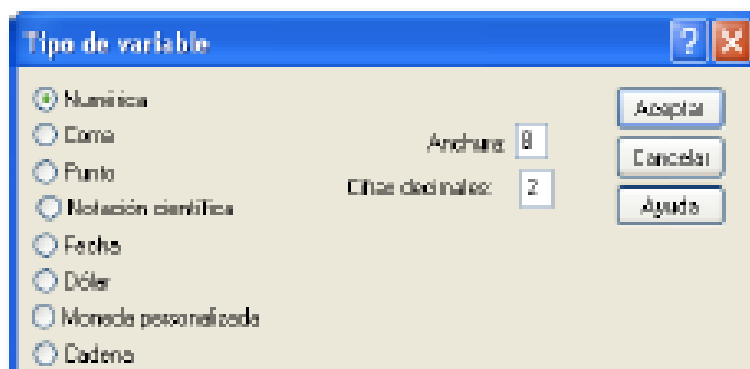 Tipo de variable
Numérica
Coma
Punto
Notación científica
Fecha
Dólar
Moneda personalizada
Cadena
Anchura: 8
Cifras decimales: 2
Aceptar
Cancelar
Ayuda